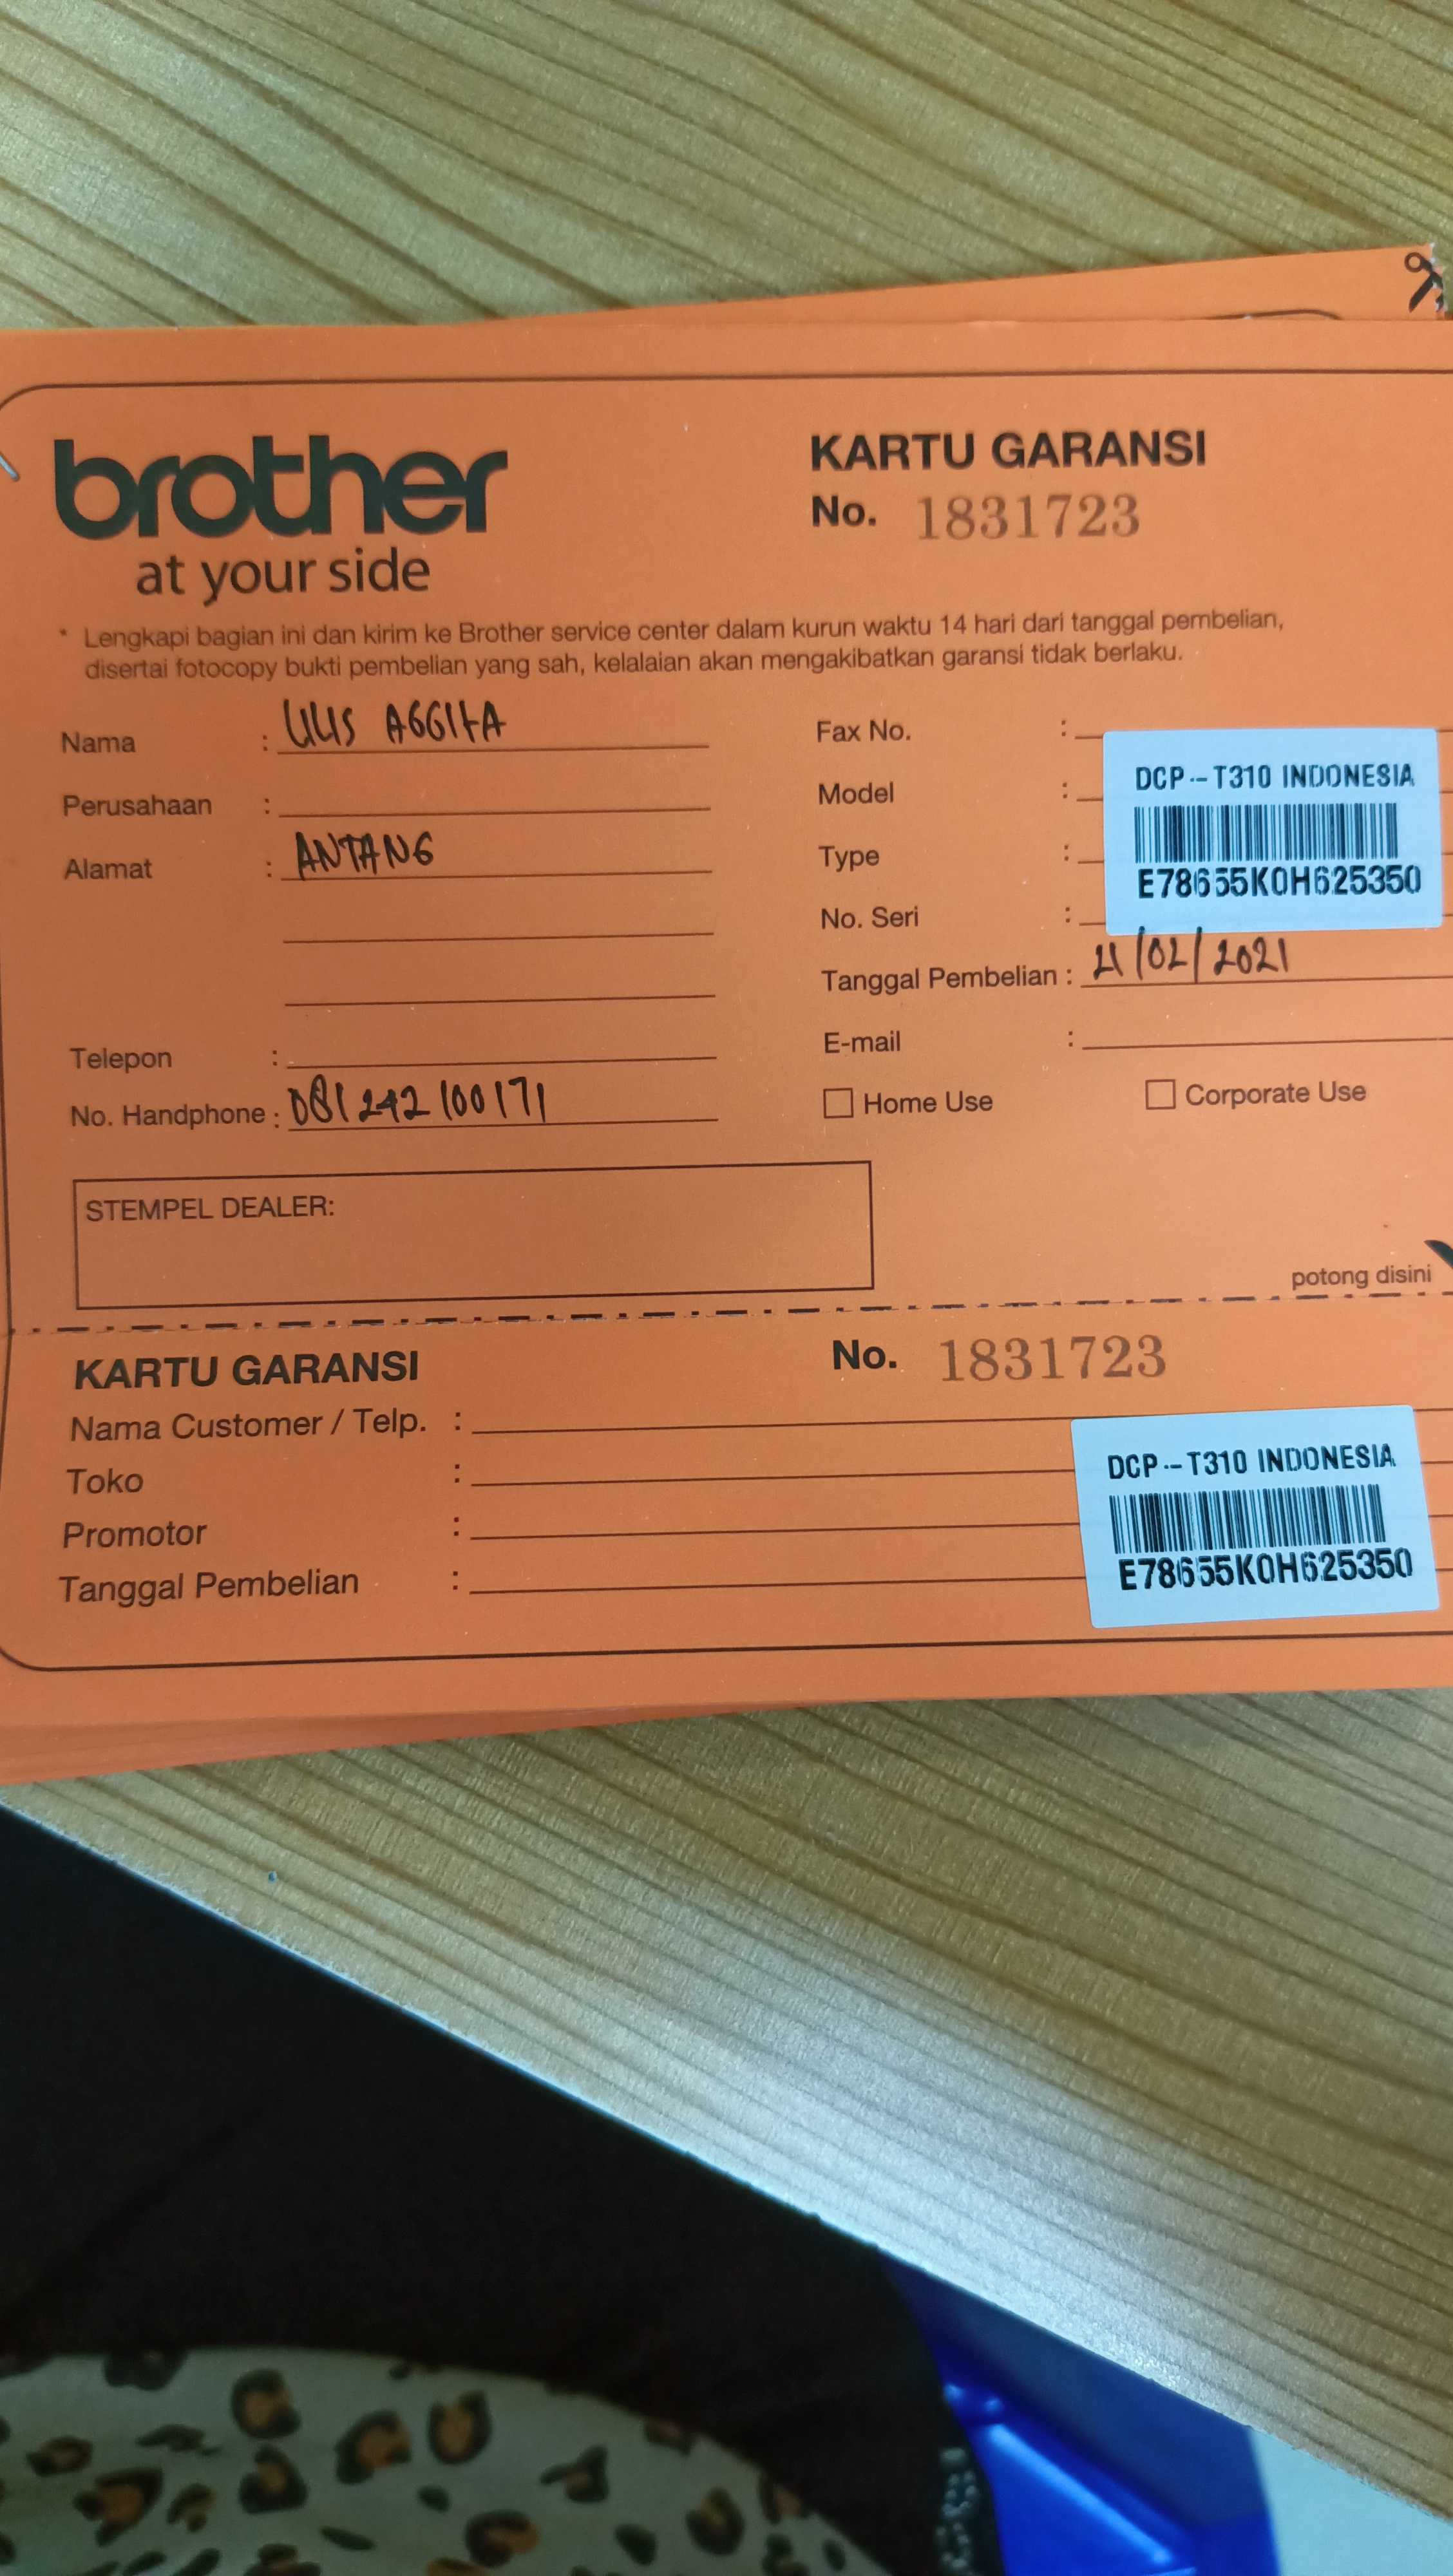 brother
at your side
KARTU GARANSI
No. 1831723
* Lengkapi bagian ini dan kirim ke Brother service center dalam kurun waktu 14 hari dari tanggal pembelian,
disertai fotocopy bukti pembelian yang sah, kelalaian akan mengakibatkan garansi tidak berlaku.
Nama : LILIS AGGITA
Perusahaan :
Alamat : ANTANG
Telepon :
No. Handphone : 081242100171
Fax No. :
Model :
Type :
No. Seri :
DCP-T310 INDONESIA
E78655K0H625350
Tanggal Pembelian : 21/02/2021
E-mail :
Home Use Corporate Use
STEMPEL DEALER:
potong disini
KARTU GARANSI No. 1831723
Nama Customer / Telp. :
Toko :
Promotor :
Tanggal Pembelian :
DCP-T310 INDONESIA
E78655K0H625350